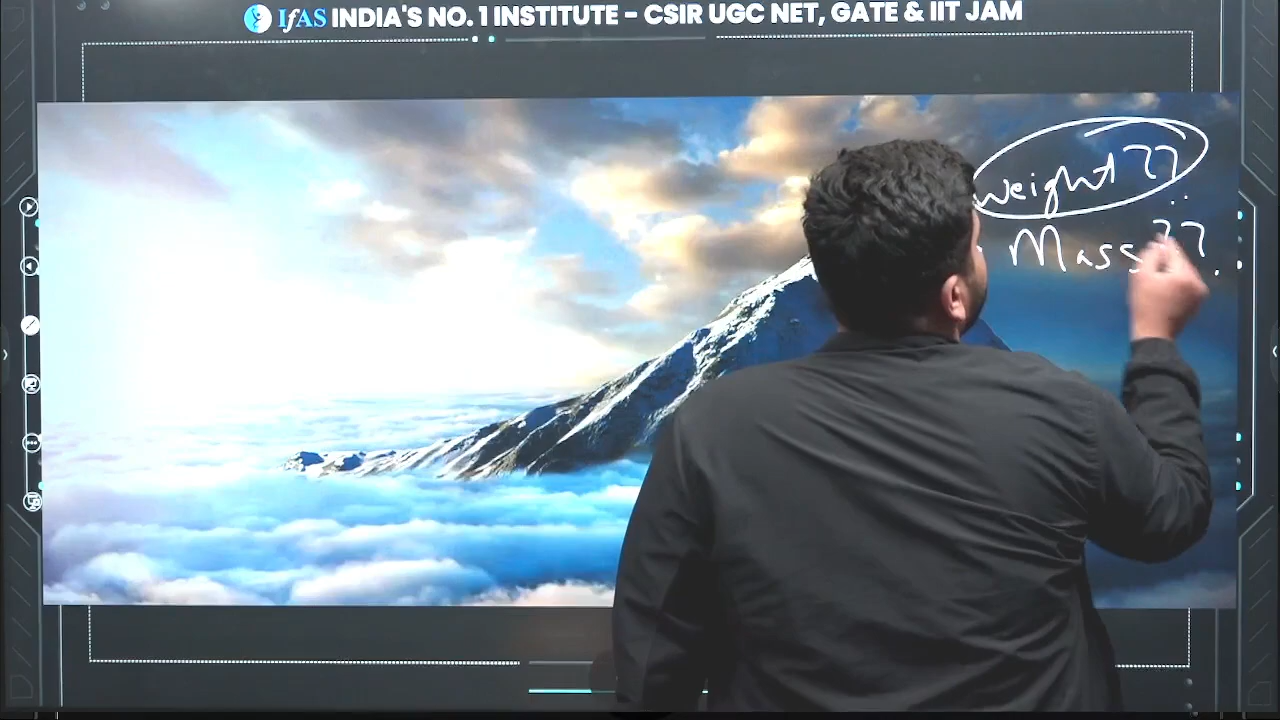 IfAS INDIA'S NO. 1 INSTITUTE - CSIR UGC NET, GATE & IIT JAM
weight ??
Mass ??